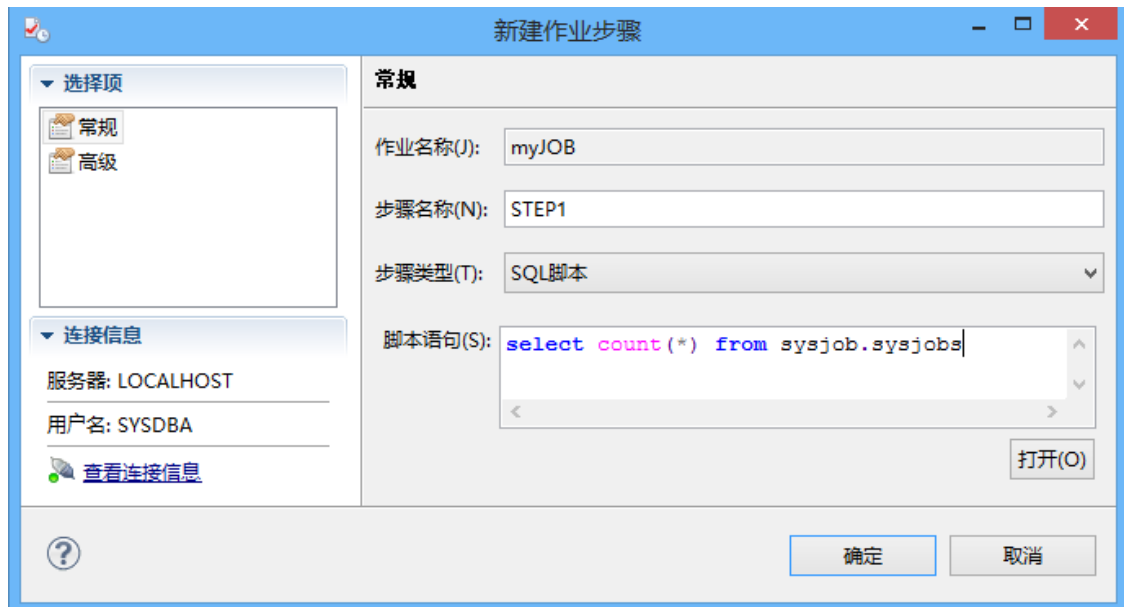 新建作业步骤
选择项
常规
高级
连接信息
服务器: LOCALHOST
用户名: SYSDBA
查看连接信息
常规
作业名称(J): myJOB
步骤名称(N): STEP1
步骤类型(T): SQL脚本
脚本语句(S): select count(*) from sysjob.sysjobs
打开(O)
确定 取消